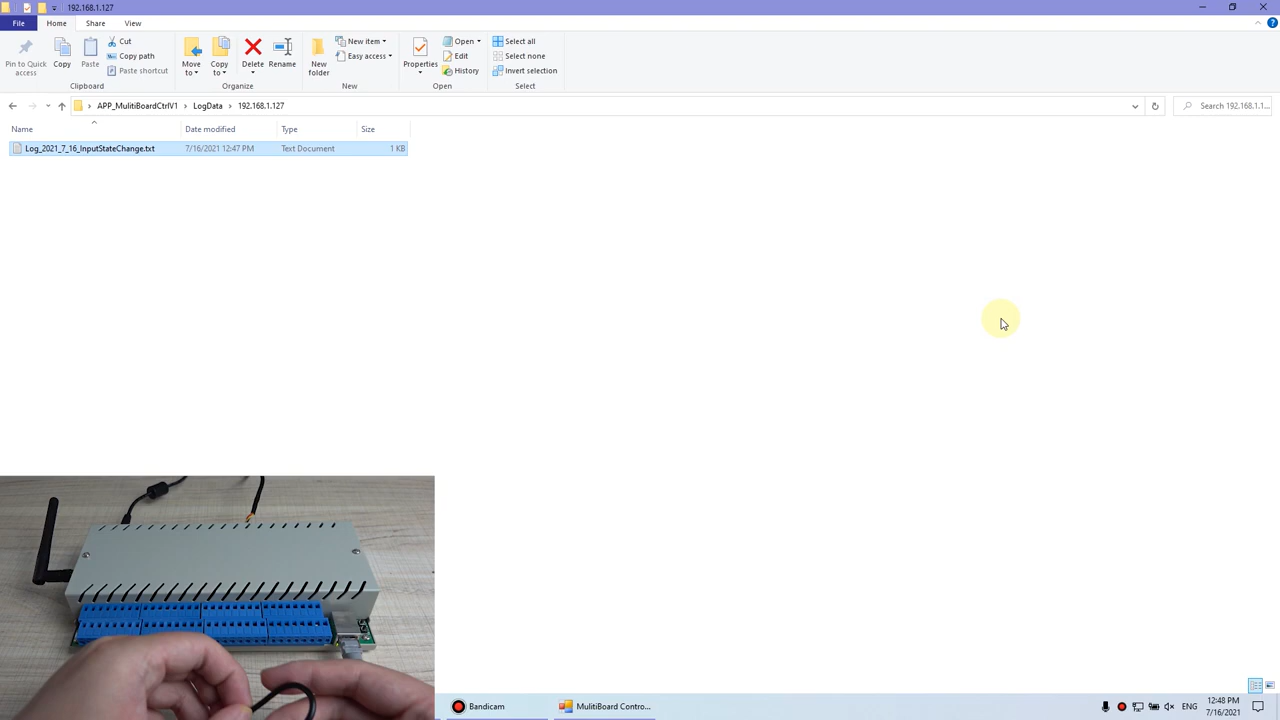 192.168.1.127
File Home Share View
Pin to Quick access
Copy
Paste
Cut
Copy path
Paste shortcut
Move to
Copy to
Delete
Rename
New folder
New item
Easy access
Properties
Open
Edit
History
Select all
Select none
Invert selection
Clipboard Organize New Open Select
APP_MulitiBoardCtrlV1 LogData 192.168.1.127
Search 192.168.1.1...
Name Date modified Type Size
Log_2021_7_16_InputStateChange.txt 7/16/2021 12:47 PM Text Document 1 KB
Bandicam MulitiBoard Contro... ENG 12:48 PM
7/16/2021